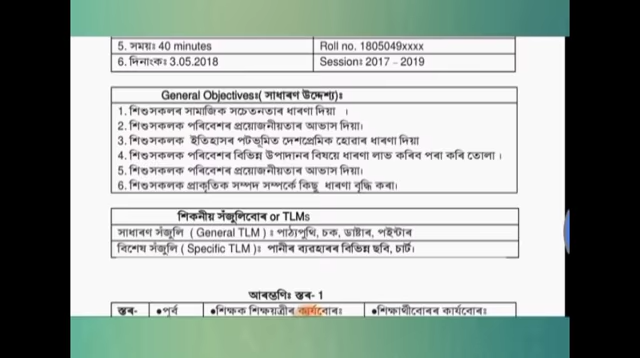 5. সময়ঃ 40 minutes Roll no. 1805049xxxx
6. দিনাংকঃ 3.05.2018 Session: 2017 – 2019
General Objectivesঃ( সাধাৰণ উদ্দেশ্য)ঃ
1. শিশুসকলৰ সামাজিক সচেতনতাৰ ধাৰণা দিয়া ।
2. শিশুসকলক পৰিবেশৰ প্ৰয়োজনীয়তাৰ আভাস দিয়া।
3. শিশুসকলক ইতিহাসৰ পটভূমিত দেশপ্ৰেমিক হোৱাৰ ধাৰণা দিয়া
4. শিশুসকলক পৰিবেশৰ বিভিন্ন উপাদানৰ বিষয়ে ধাৰণা লাভ কৰিব পৰা কৰি তোলা ।
5. শিশুসকলক পৰিবেশৰ প্ৰয়োজনীয়তাৰ আভাস দিয়া।
6. শিশুসকলক প্ৰাকৃতিক সম্পদ সম্পৰ্কে কিছু ধাৰণা বৃদ্ধি কৰা।
শিকনীয় সঁজুলিবোৰ or TLMs
সাধাৰণ সঁজুলি ( General TLM ) ঃ পাঠ্যপুথি, চক, ডাষ্টাৰ, পইন্টাৰ
বিশেষ সঁজুলি ( Specific TLM )ঃ পানীৰ ব্যৱহাৰৰ বিভিন্ন ছবি, চাৰ্ট।
আৰম্ভণিঃ স্তৰ- 1
স্তৰ- ●পূৰ্ব ●শিক্ষক শিক্ষয়িত্ৰীৰ কাৰ্যবোৰঃ ●শিক্ষাৰ্থীবোৰৰ কাৰ্যবোৰঃ